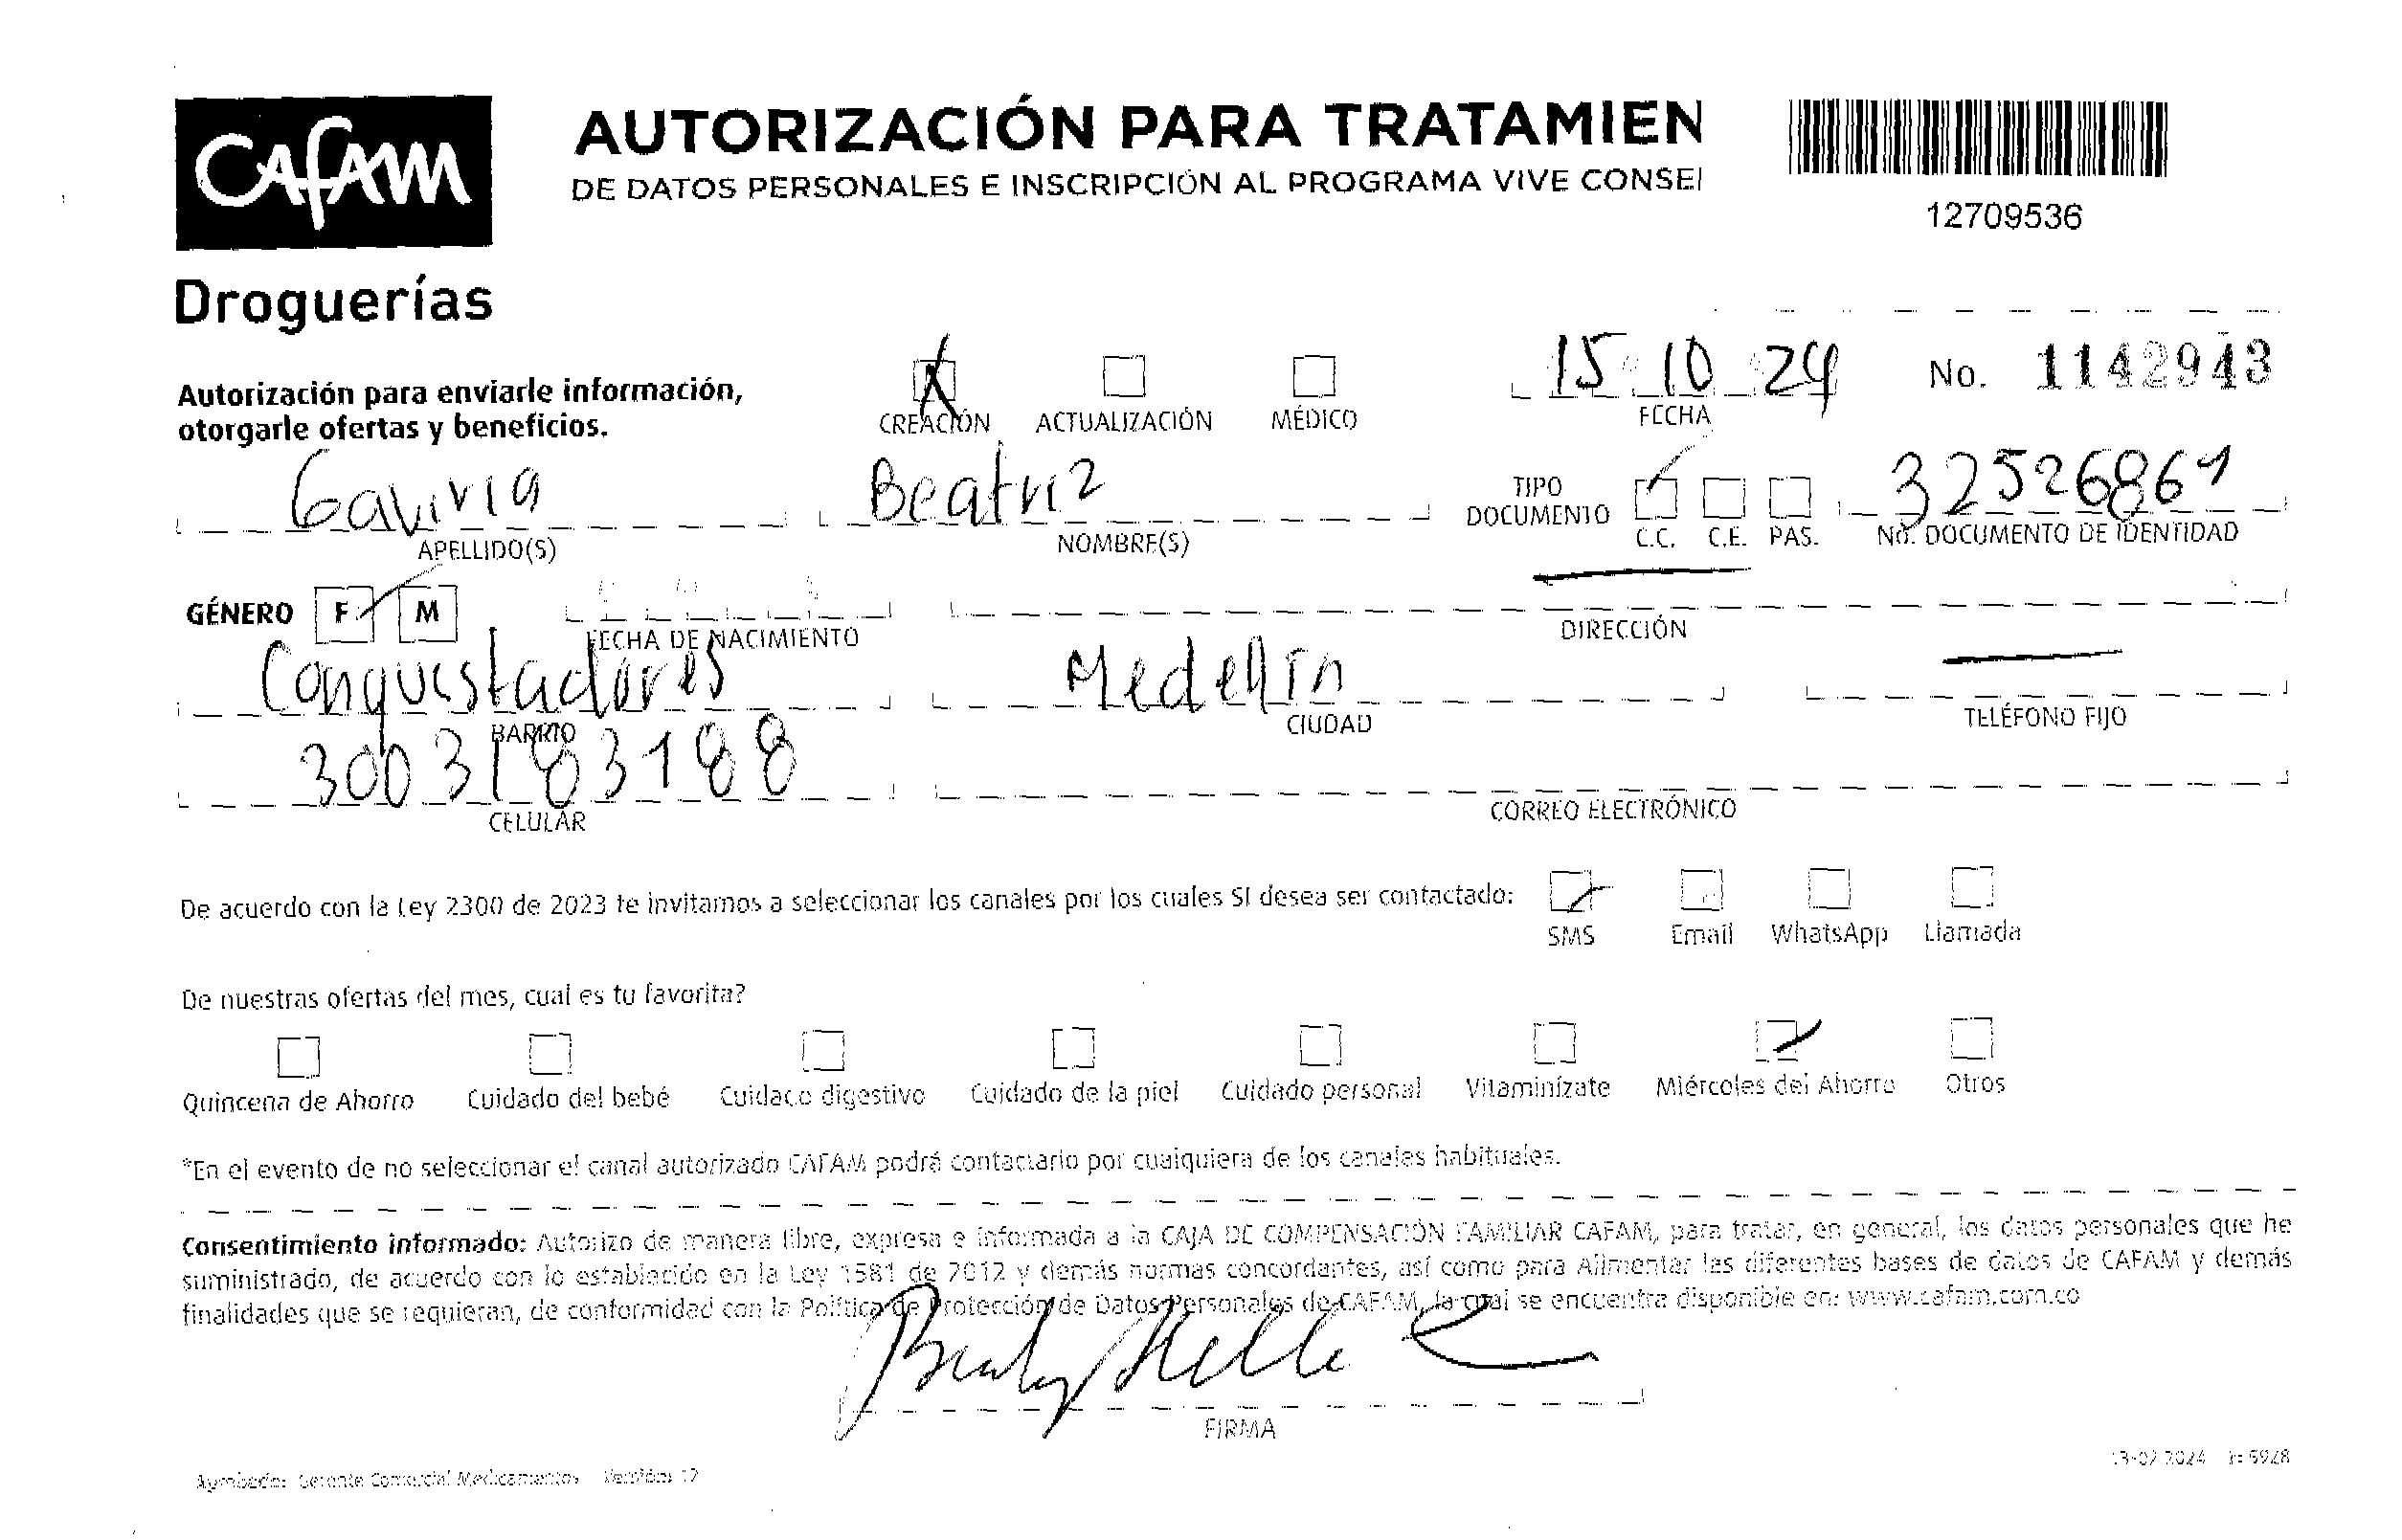 CAFAM
AUTORIZACIÓN PARA TRATAMIEN
DE DATOS PERSONALES E INSCRIPCIÓN AL PROGRAMA VIVE CONSEI
12709536
Droguerías
Autorización para enviarle información,
otorgarle ofertas y beneficios.
CREACIÓN ACTUALIZACIÓN MÉDICO
15 10 24
FECHA
No. 1142943
Gaviria
APELLIDO(S)
Beatriz
NOMBRE(S)
TIPO
DOCUMENTO
C.C. C.E. PAS.
32526861
No. DOCUMENTO DE IDENTIDAD
GÉNERO F M
FECHA DE NACIMIENTO
DIRECCIÓN
Conquistadores
BARRIO
Medellín
CIUDAD
TELÉFONO FIJO
3003183188
CELULAR
CORREO ELECTRÓNICO
De acuerdo con la Ley 2300 de 2023 te invitamos a seleccionar los canales por los cuales SI desea ser contactado:
SMS Email WhatsApp Llamada
De nuestras ofertas del mes, cual es tu favorita?
Quincena de Ahorro Cuidado del bebé Cuidado digestivo Cuidado de la piel Cuidado personal Vitaminízate Miércoles del Ahorro Otros
*En el evento de no seleccionar el canal autorizado CAFAM podrá contactarlo por cualquiera de los canales habituales.
Consentimiento informado: Autorizo de manera libre, expresa e informada a la CAJA DE COMPENSACIÓN FAMILIAR CAFAM, para tratar, en general, los datos personales que he
suministrado, de acuerdo con lo establecido en la Ley 1581 de 2012 y demás normas concordantes, así como para Alimentar las diferentes bases de datos de CAFAM y demás
finalidades que se requieran, de conformidad con la Política de Protección de Datos Personales de CAFAM, la cual se encuentra disponible en: www.cafam.com.co
FIRMA
Aprobado: Gerente Comercial Medicamentos Versión: 12